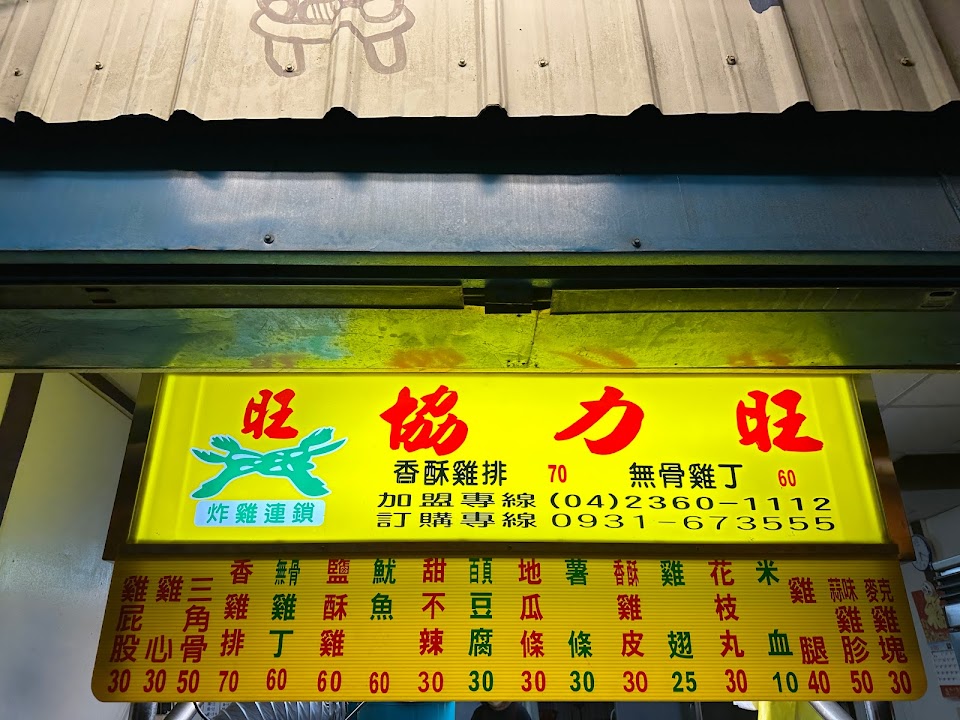 旺 協力旺
香酥雞排 70 無骨雞丁 60
加盟專線 (04)2360-1112
炸雞連鎖
訂購專線 0931-673555
雞屁股 30
雞心 30
三角骨 50
香雞排 70
無骨雞丁 60
鹽酥雞 60
魷魚 60
甜不辣 30
百頁豆腐 30
地瓜條 30
薯條 30
香酥雞皮 30
雞翅 25
花枝丸 30
米血 10
雞腿 40
蒜味雞胗 50
麥克雞塊 30